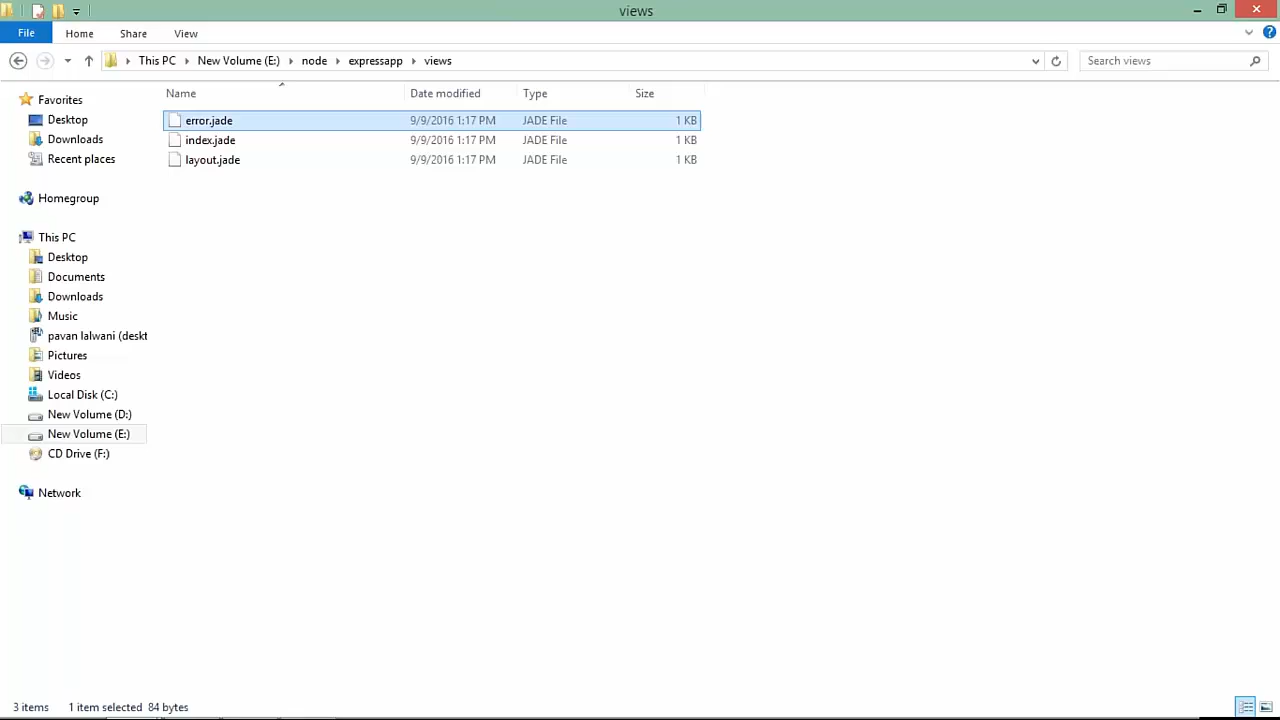 views
File Home Share View
This PC New Volume (E:) node expressapp views
Search views
Name Date modified Type Size
error.jade 9/9/2016 1:17 PM JADE File 1 KB
index.jade 9/9/2016 1:17 PM JADE File 1 KB
layout.jade 9/9/2016 1:17 PM JADE File 1 KB
Favorites
Desktop
Downloads
Recent places
Homegroup
This PC
Desktop
Documents
Downloads
Music
pavan lalwani (deskt
Pictures
Videos
Local Disk (C:)
New Volume (D:)
New Volume (E:)
CD Drive (F:)
Network
3 items 1 item selected 84 bytes